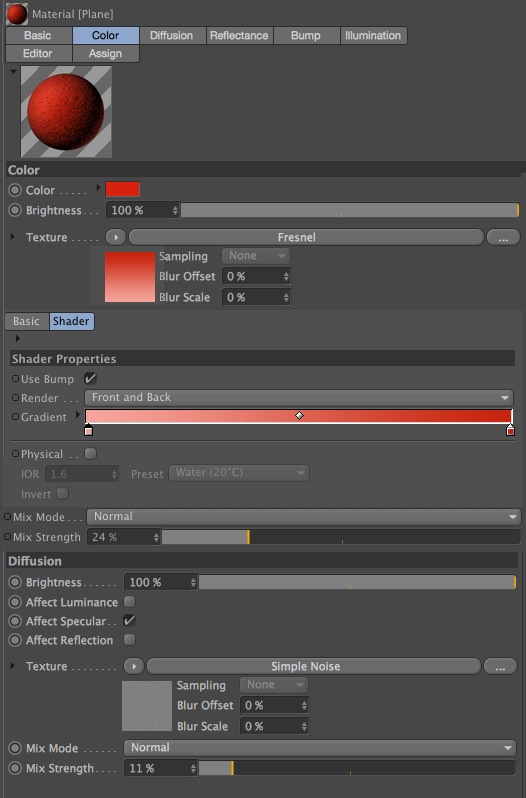 Material [Plane]
Basic Color Diffusion Reflectance Bump Illumination
Editor Assign
Color
Color . . . . .
Brightness . . . 100 %
Texture . . . . . Fresnel ...
Sampling None
Blur Offset 0 %
Blur Scale 0 %
Basic Shader
Shader Properties
Use Bump
Render . . . Front and Back
Gradient
Physical . .
IOR 1.6 Preset Water (20°C)
Invert
Mix Mode . . . Normal
Mix Strength 24 %
Diffusion
Brightness . . . . . . 100 %
Affect Luminance
Affect Specular . .
Affect Reflection
Texture . . . . . . . . Simple Noise ...
Sampling None
Blur Offset 0 %
Blur Scale 0 %
Mix Mode . . . . . . Normal
Mix Strength . . . . 11 %